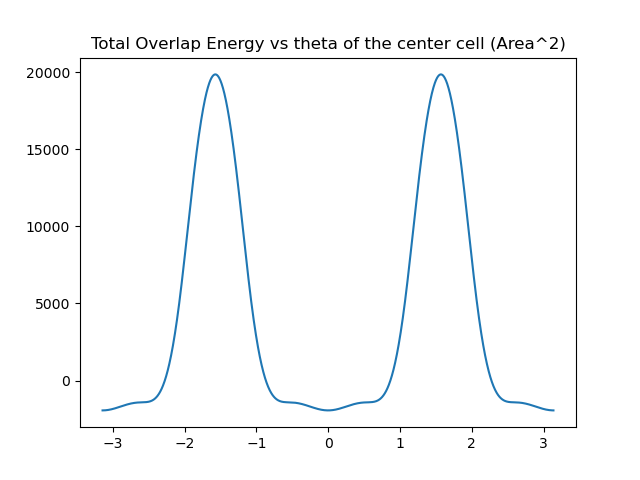 Total Overlap Energy vs theta of the center cell (Area^2)
20000
15000
10000
5000
0
−3 −2 −1 0 1 2 3